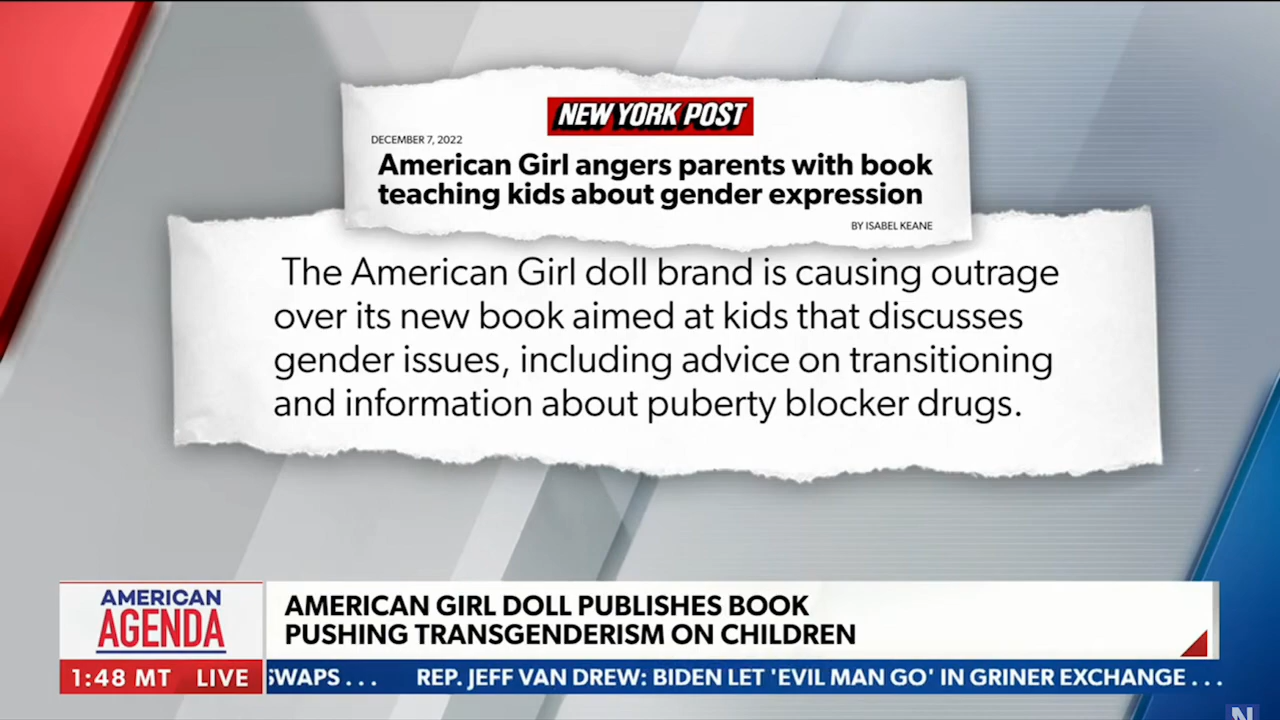 NEW YORK POST
DECEMBER 7, 2022
American Girl angers parents with book
teaching kids about gender expression
BY ISABEL KEANE
The American Girl doll brand is causing outrage
over its new book aimed at kids that discusses
gender issues, including advice on transitioning
and information about puberty blocker drugs.
AMERICAN
AGENDA
AMERICAN GIRL DOLL PUBLISHES BOOK
PUSHING TRANSGENDERISM ON CHILDREN
1:48 MT LIVE
SWAPS . . . REP. JEFF VAN DREW: BIDEN LET 'EVIL MAN GO' IN GRINER EXCHANGE . . .
N